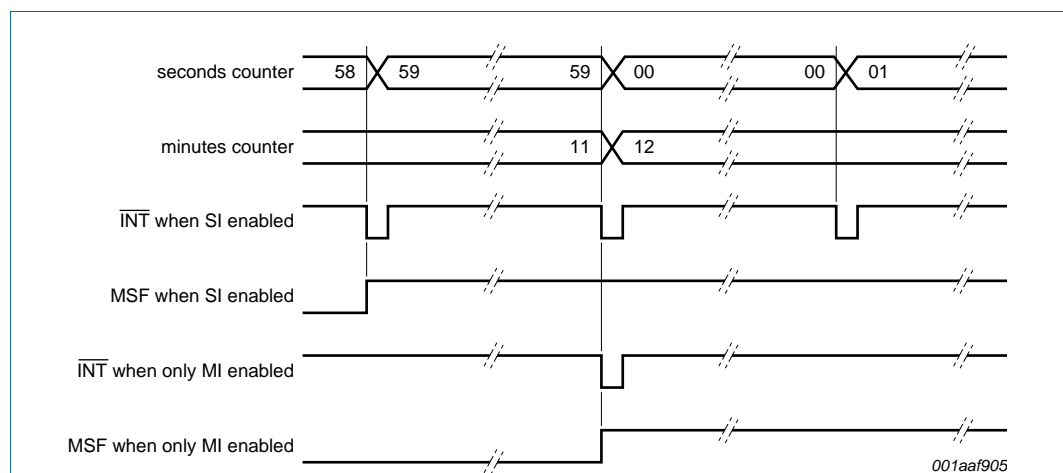 seconds counter 58 59 59 00 00 01
minutes counter 11 12
INT when SI enabled
MSF when SI enabled
INT when only MI enabled
MSF when only MI enabled
001aaf905